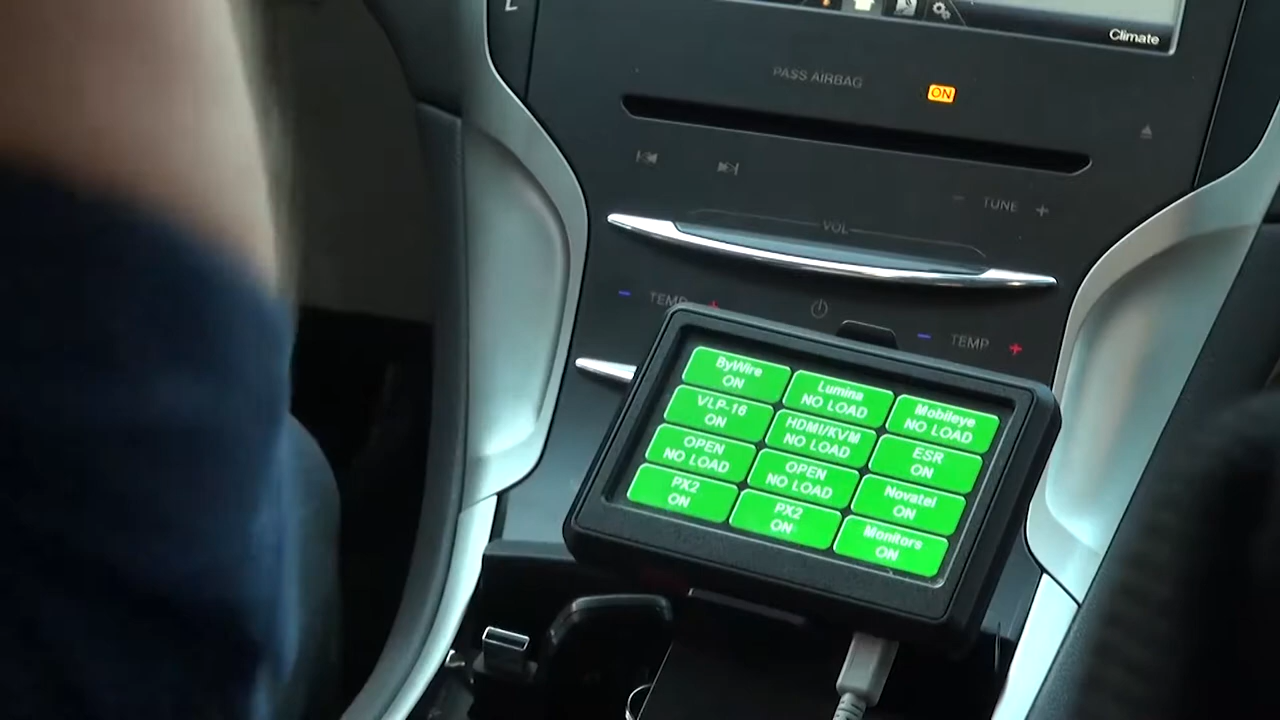 Climate
PASS AIRBAG
ON
TUNE
VOL
TEMP
TEMP
ByWire
ON
Lumina
NO LOAD
Mobileye
NO LOAD
VLP-16
ON
HDMI/KVM
NO LOAD
ESR
ON
OPEN
NO LOAD
OPEN
NO LOAD
Novatel
ON
PX2
ON
PX2
ON
Monitors
ON